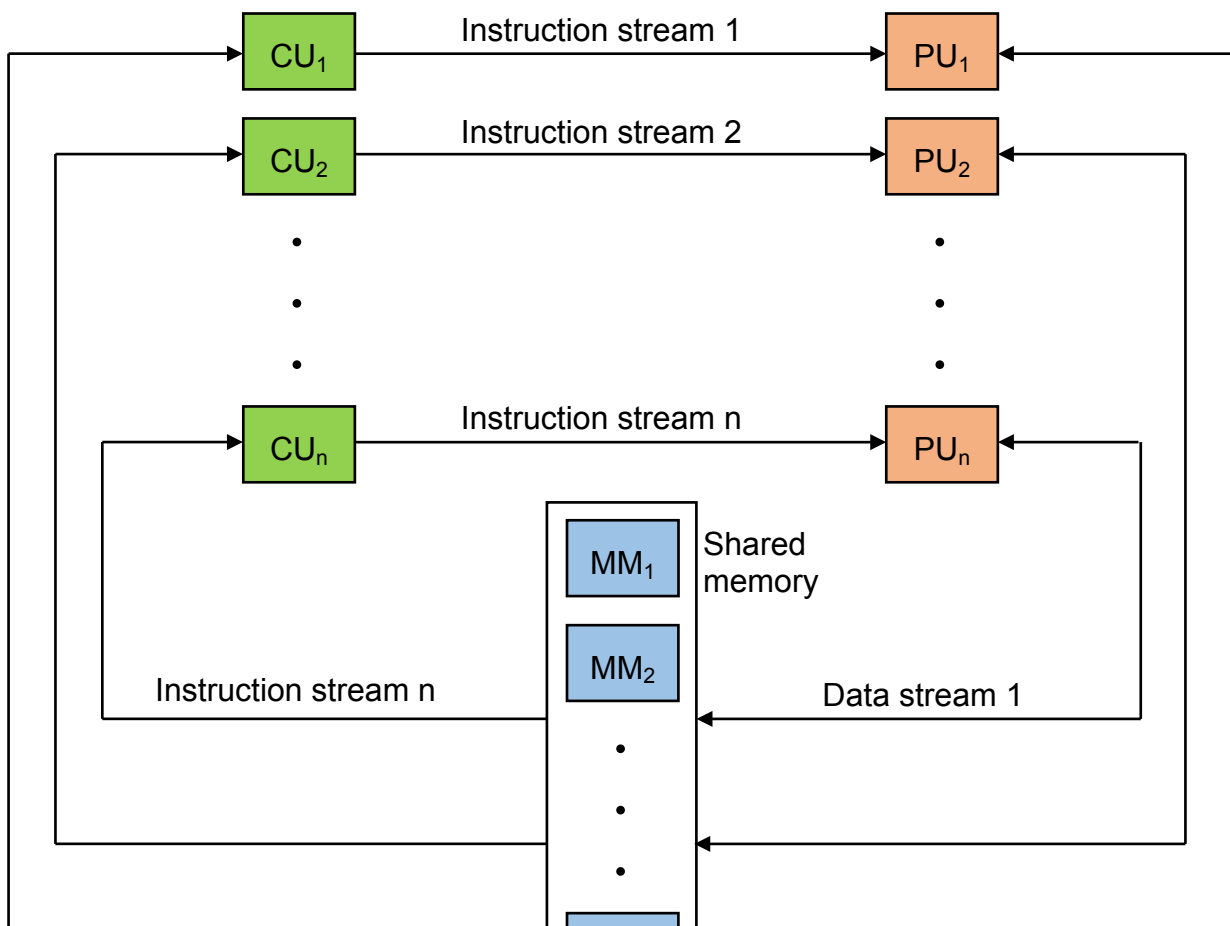 CU₁ Instruction stream 1 PU₁
CU₂ Instruction stream 2 PU₂
CUₙ Instruction stream n PUₙ
MM₁ Shared
memory
MM₂
Instruction stream n Data stream 1